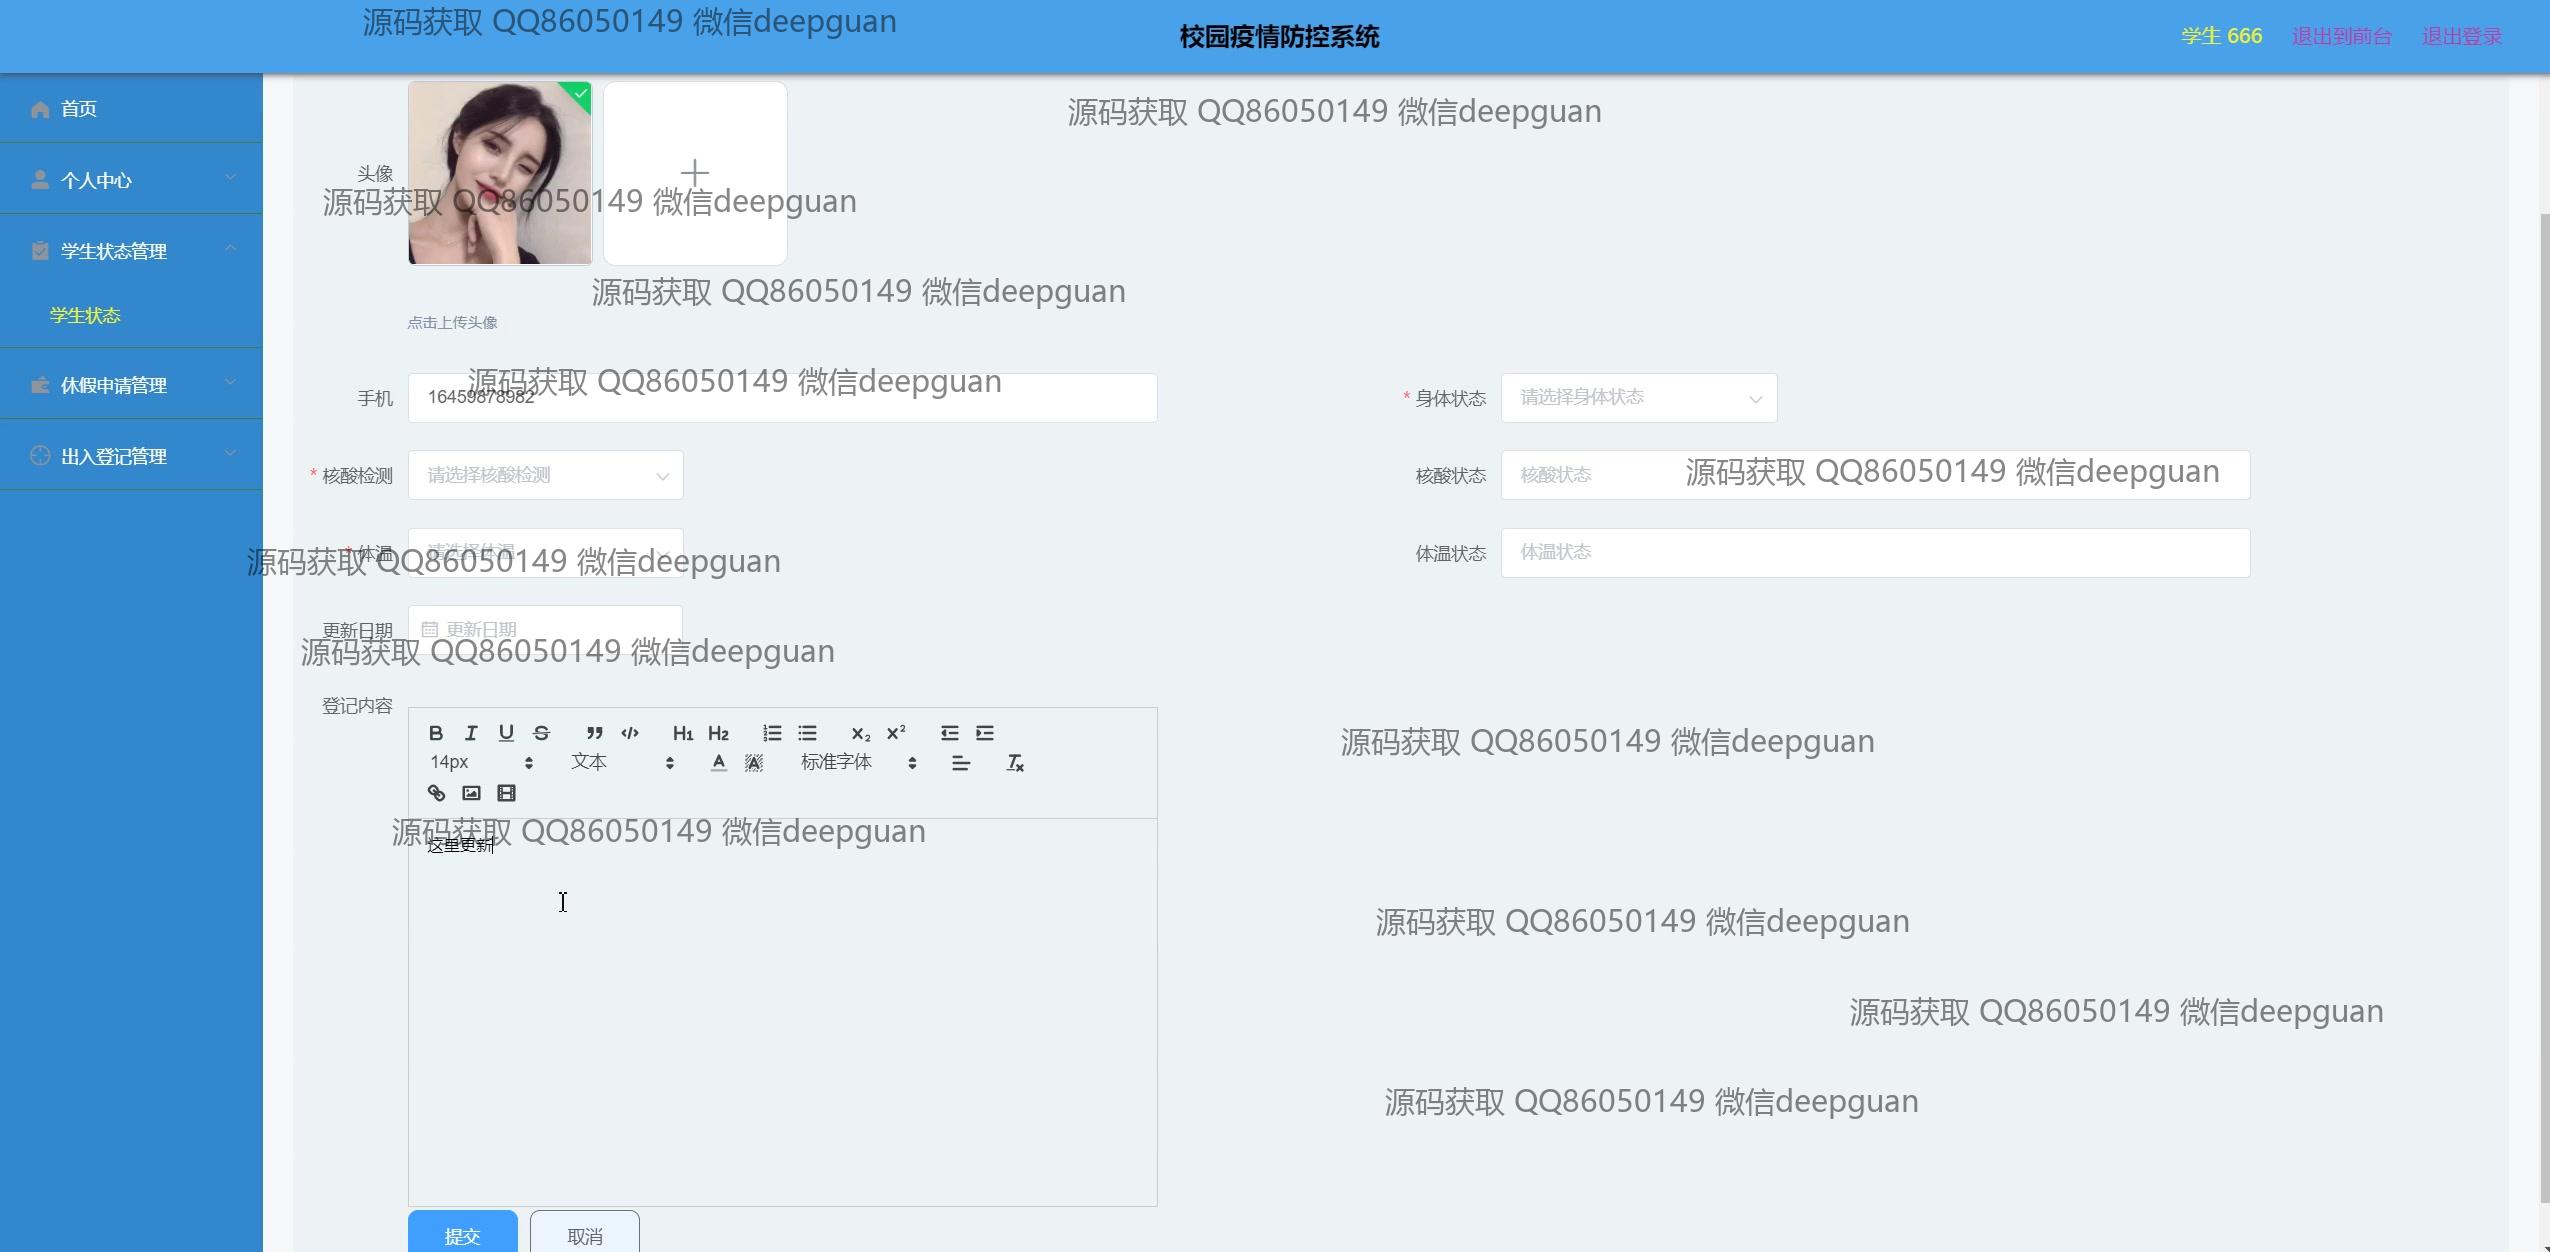 源码获取 QQ86050149 微信deepguan
校园疫情防控系统
学生 666
退出到前台
退出登录
首页
个人中心
学生状态管理
学生状态
休假申请管理
出入登记管理
源码获取 QQ86050149 微信deepguan
头像
源码获取 QQ86050149 微信deepguan
源码获取 QQ86050149 微信deepguan
点击上传头像
源码获取 QQ86050149 微信deepguan
手机
16459878982
* 身体状态
请选择身体状态
* 核酸检测
请选择核酸检测
核酸状态
核酸状态
源码获取 QQ86050149 微信deepguan
* 体温
请选择体温
源码获取 QQ86050149 微信deepguan
体温状态
体温状态
更新日期
更新日期
源码获取 QQ86050149 微信deepguan
登记内容
B I U S ” </> H1 H2 x2 x2
14px
文本
A A
标准字体
Tx
源码获取 QQ86050149 微信deepguan
源码获取 QQ86050149 微信deepguan
这里更新
源码获取 QQ86050149 微信deepguan
源码获取 QQ86050149 微信deepguan
源码获取 QQ86050149 微信deepguan
提交
取消